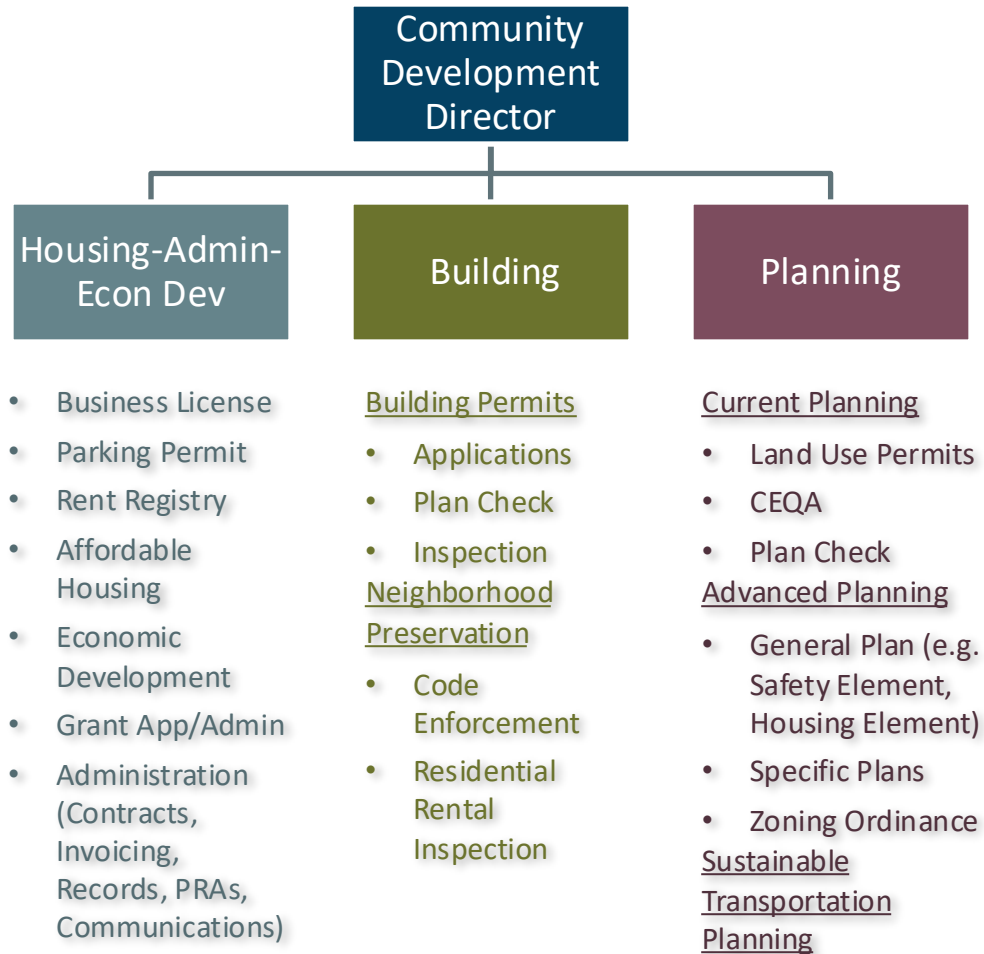 Community
Development
Director
Housing-Admin-
Econ Dev
Building
Planning
• Business License
• Parking Permit
• Rent Registry
• Affordable
Housing
• Economic
Development
• Grant App/Admin
• Administration
(Contracts,
Invoicing,
Records, PRAs,
Communications)
Building Permits
• Applications
• Plan Check
• Inspection
Neighborhood
Preservation
• Code
Enforcement
• Residential
Rental
Inspection
Current Planning
• Land Use Permits
• CEQA
• Plan Check
Advanced Planning
• General Plan (e.g.
Safety Element,
Housing Element)
• Specific Plans
• Zoning Ordinance
Sustainable
Transportation
Planning